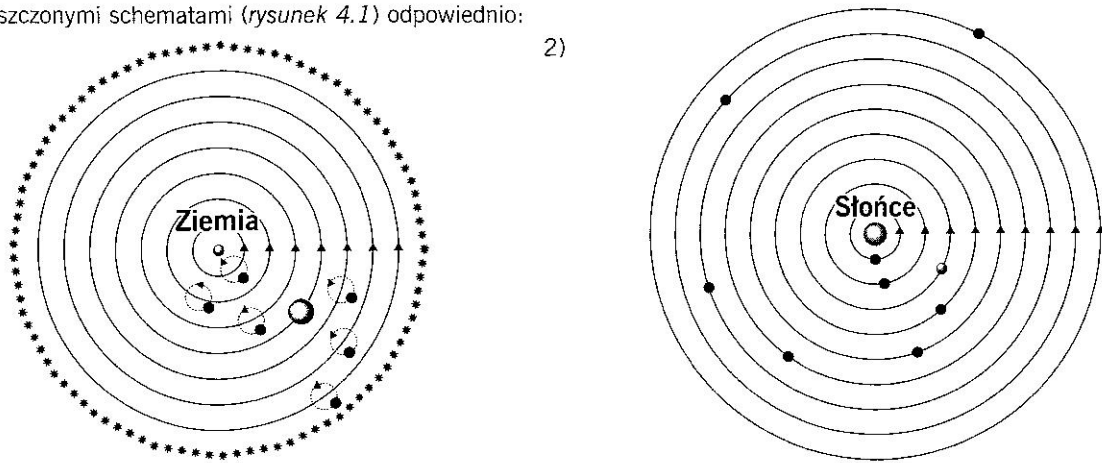 szczonymi schematami (rysunek 4.1) odpowiednio:
2)
Ziemia
Słońce